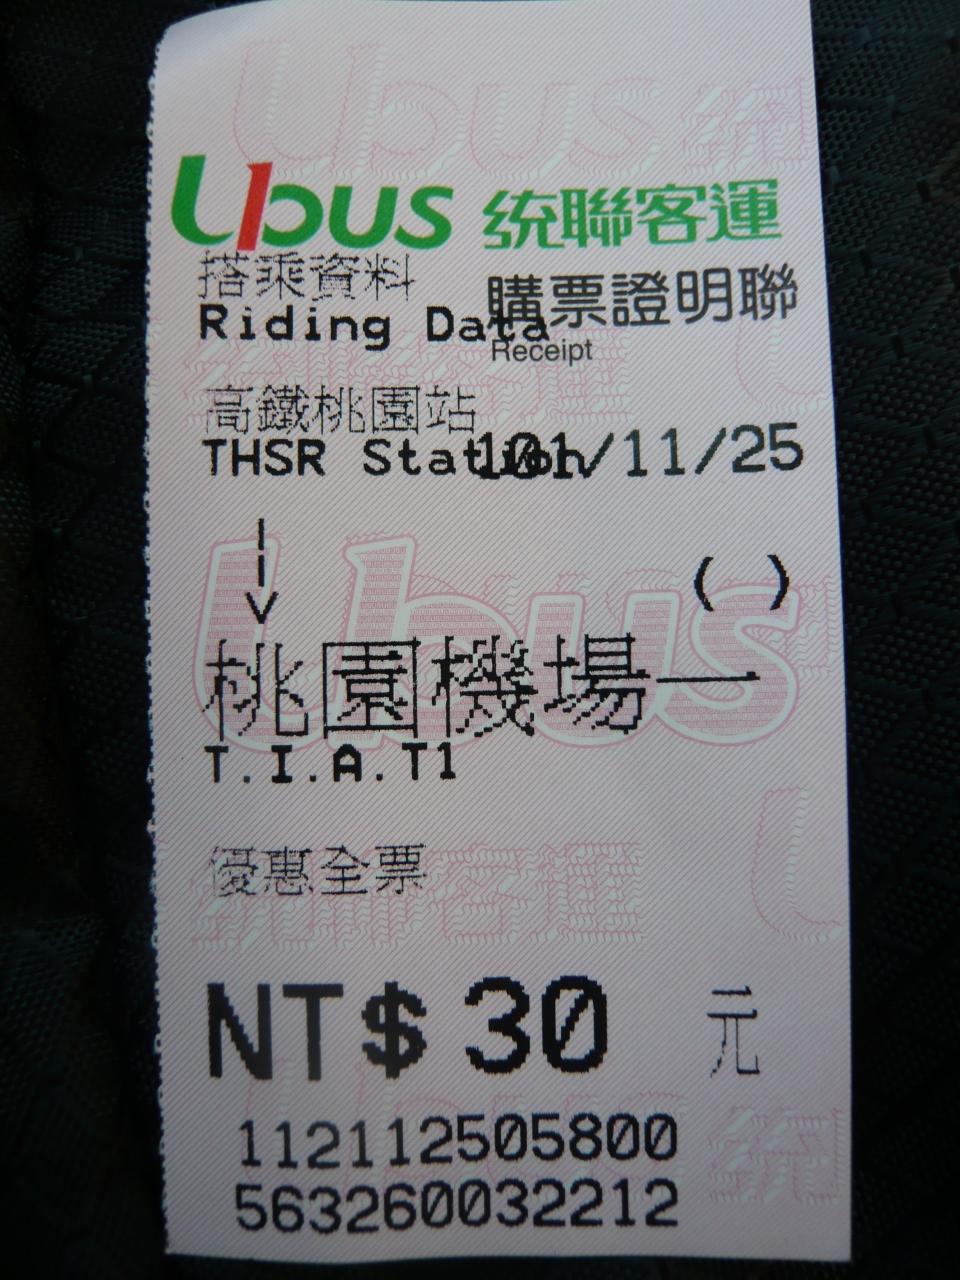 Ubus 統聯客運
搭乘資料
購票證明聯
Riding Data
Receipt
高鐵桃園站
THSR Station
101/11/25
( )
桃園機場一
T.I.A.T1
優惠全票
NT$30 元
112112505800
563260032212